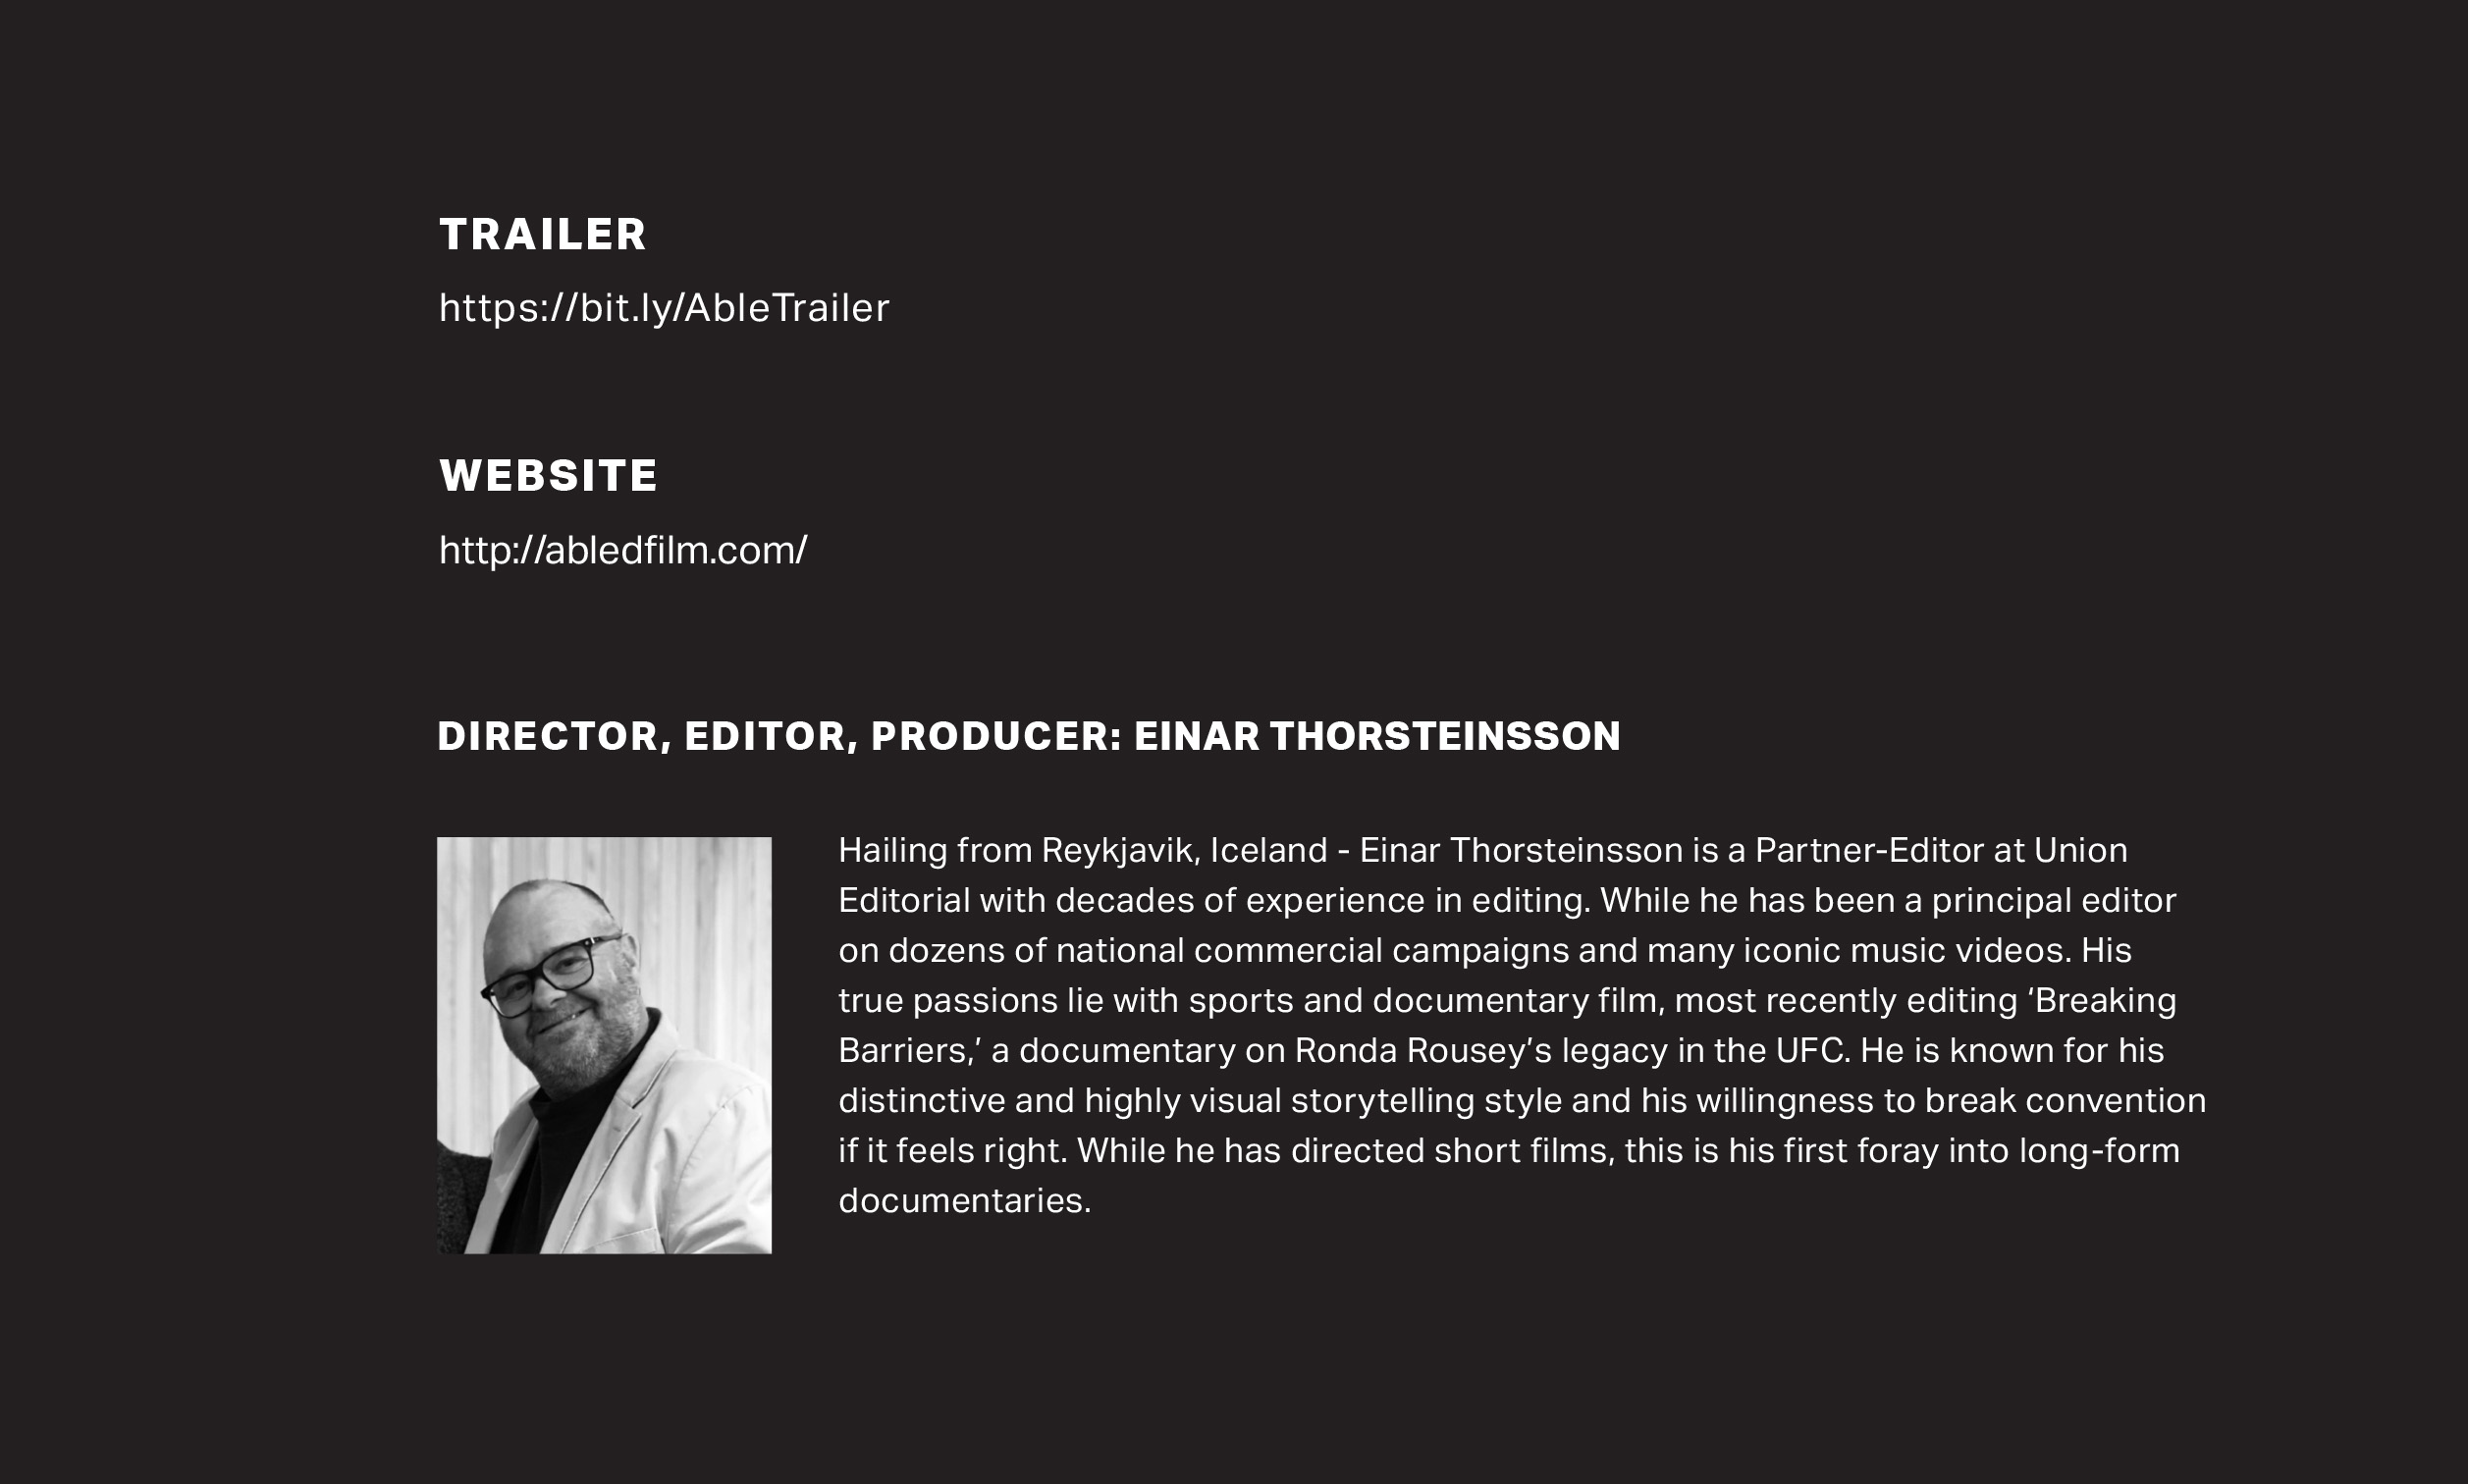 TRAILER
https://bit.ly/AbleTrailer
WEBSITE
http://abledfilm.com/
DIRECTOR, EDITOR, PRODUCER: EINAR THORSTEINSSON
Hailing from Reykjavik, Iceland - Einar Thorsteinsson is a Partner-Editor at Union
Editorial with decades of experience in editing. While he has been a principal editor
on dozens of national commercial campaigns and many iconic music videos. His
true passions lie with sports and documentary film, most recently editing ‘Breaking
Barriers,’ a documentary on Ronda Rousey’s legacy in the UFC. He is known for his
distinctive and highly visual storytelling style and his willingness to break convention
if it feels right. While he has directed short films, this is his first foray into long-form
documentaries.